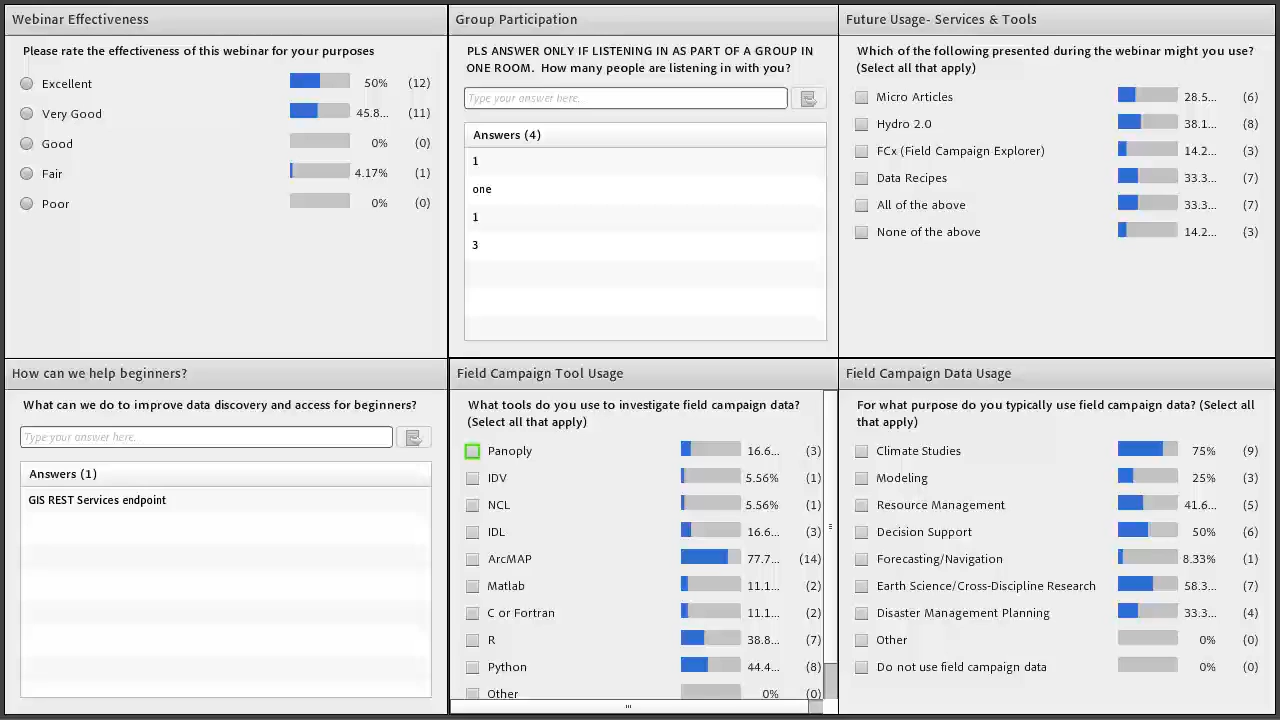 Webinar Effectiveness
Please rate the effectiveness of this webinar for your purposes
Excellent 50% (12)
Very Good 45.8... (11)
Good 0% (0)
Fair 4.17% (1)
Poor 0% (0)
Group Participation
PLS ANSWER ONLY IF LISTENING IN AS PART OF A GROUP IN
ONE ROOM. How many people are listening in with you?
Type your answer here.
Answers (4)
1
one
1
3
Future Usage- Services & Tools
Which of the following presented during the webinar might you use?
(Select all that apply)
Micro Articles 28.5... (6)
Hydro 2.0 38.1... (8)
FCx (Field Campaign Explorer) 14.2... (3)
Data Recipes 33.3... (7)
All of the above 33.3... (7)
None of the above 14.2... (3)
How can we help beginners?
What can we do to improve data discovery and access for beginners?
Type your answer here.
Answers (1)
GIS REST Services endpoint
Field Campaign Tool Usage
What tools do you use to investigate field campaign data?
(Select all that apply)
Panoply 16.6... (3)
IDV 5.56% (1)
NCL 5.56% (1)
IDL 16.6... (3)
ArcMAP 77.7... (14)
Matlab 11.1... (2)
C or Fortran 11.1... (2)
R 38.8... (7)
Python 44.4... (8)
Other 0% (0)
Field Campaign Data Usage
For what purpose do you typically use field campaign data? (Select all
that apply)
Climate Studies 75% (9)
Modeling 25% (3)
Resource Management 41.6... (5)
Decision Support 50% (6)
Forecasting/Navigation 8.33% (1)
Earth Science/Cross-Discipline Research 58.3... (7)
Disaster Management Planning 33.3... (4)
Other 0% (0)
Do not use field campaign data 0% (0)